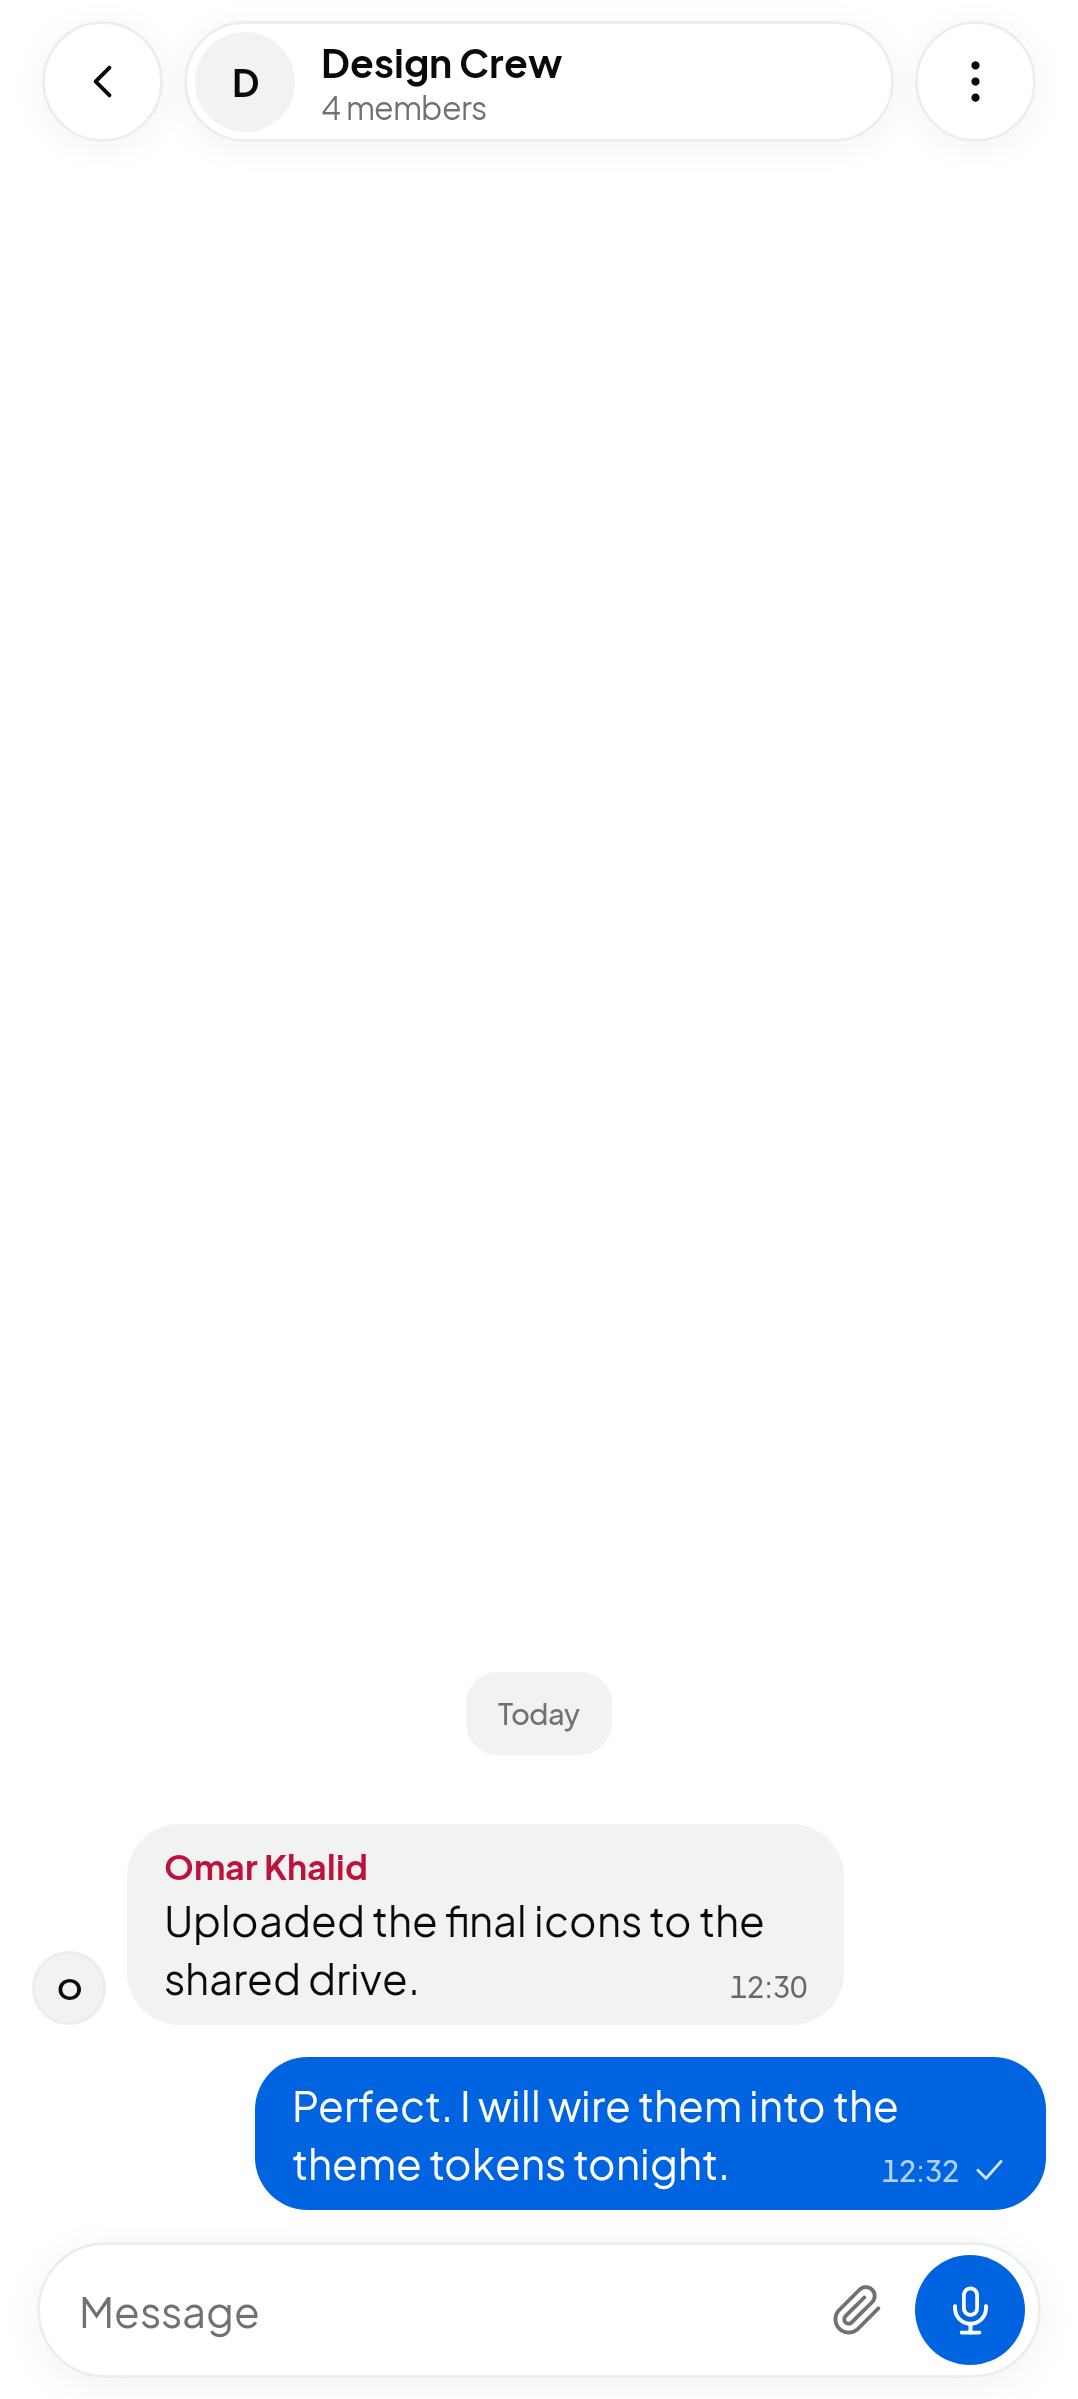 D
Design Crew
4 members
Today
Omar Khalid
Uploaded the final icons to the
shared drive.
12:30
O
Perfect. I will wire them into the
theme tokens tonight.
12:32
Message